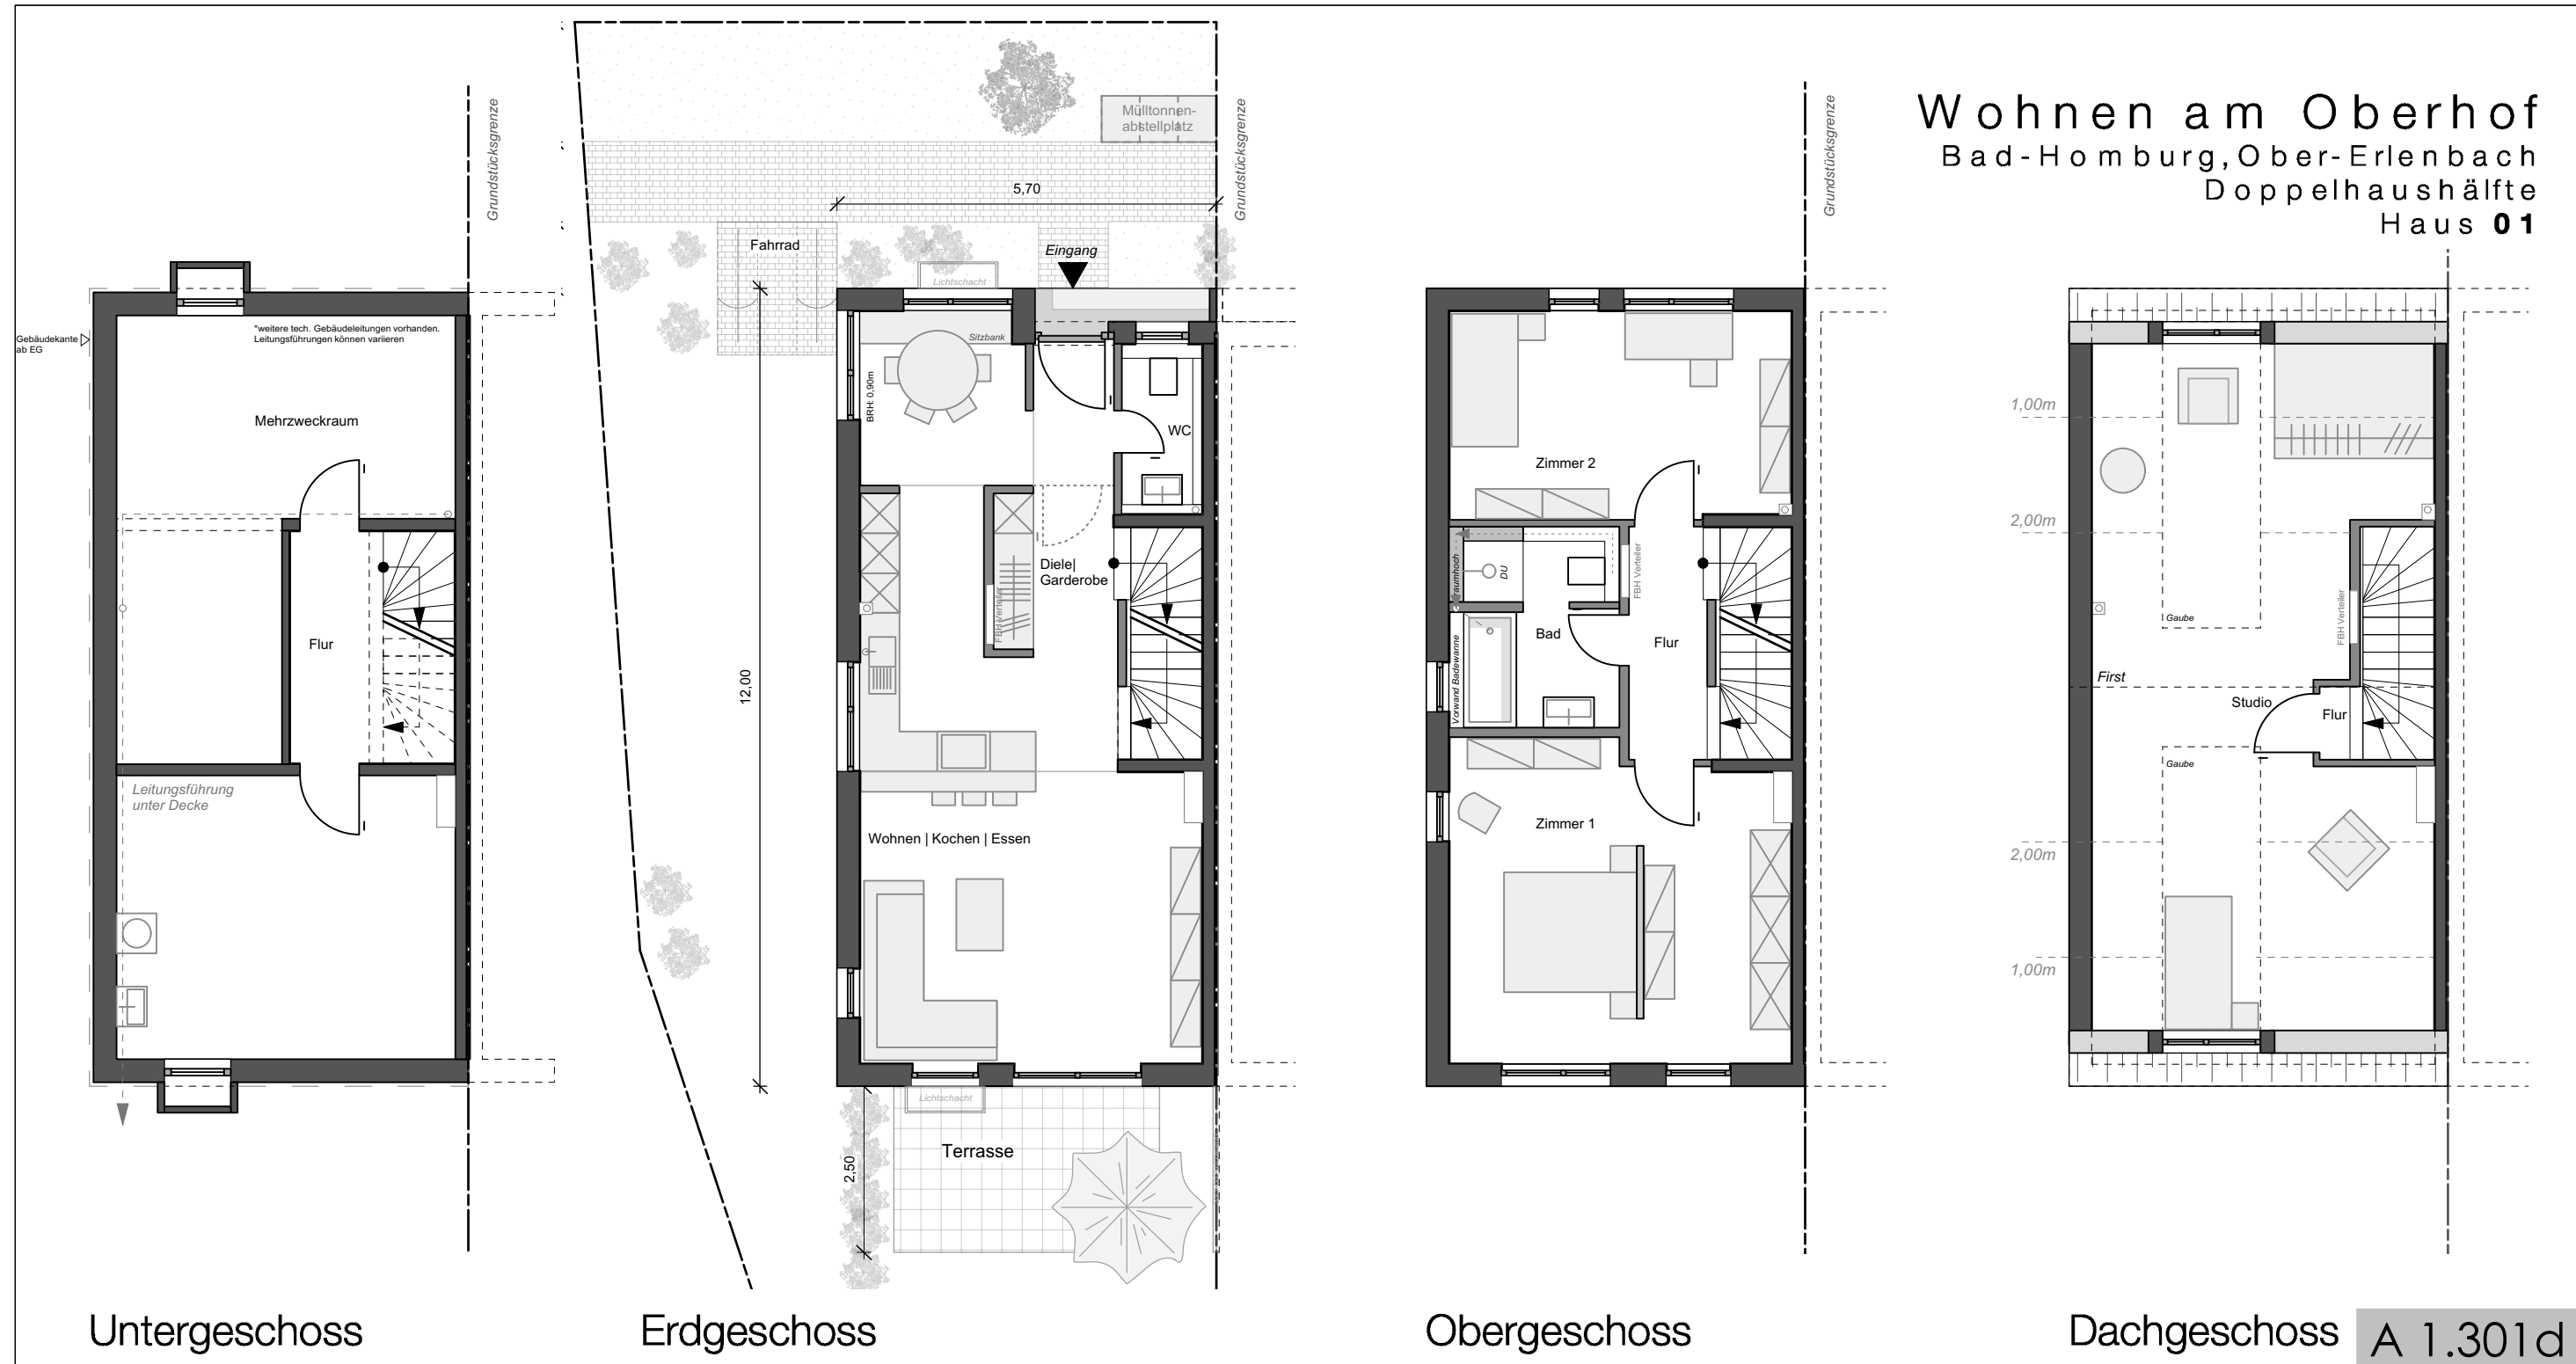 Wohnen am Oberhof
Bad-Homburg,Ober-Erlenbach
Doppelhaushälfte
Haus 01
Grundstücksgrenze
Gebäudekante
ab EG
*weitere tech. Gebäudeleitungen vorhanden.
Leitungsführungen können variieren
Mehrzweckraum
Flur
Leitungsführung
unter Decke
Untergeschoss
Mülltonnen-
abstellplatz
Grundstücksgrenze
5,70
Fahrrad
Eingang
Lichtschacht
Sitzbank
BRH: 0,90m
WC
Diele|
Garderobe
FBH Verteiler
12,00
Wohnen | Kochen | Essen
Lichtschacht
Terrasse
2,50
Erdgeschoss
Grundstücksgrenze
Zimmer 2
raumhoch
DU
FBH Verteiler
Bad
Flur
Vorwand Badewanne
Zimmer 1
Obergeschoss
1,00m
2,00m
Gaube
FBH Verteiler
First
Studio
Flur
Gaube
2,00m
1,00m
Dachgeschoss
A 1.301d